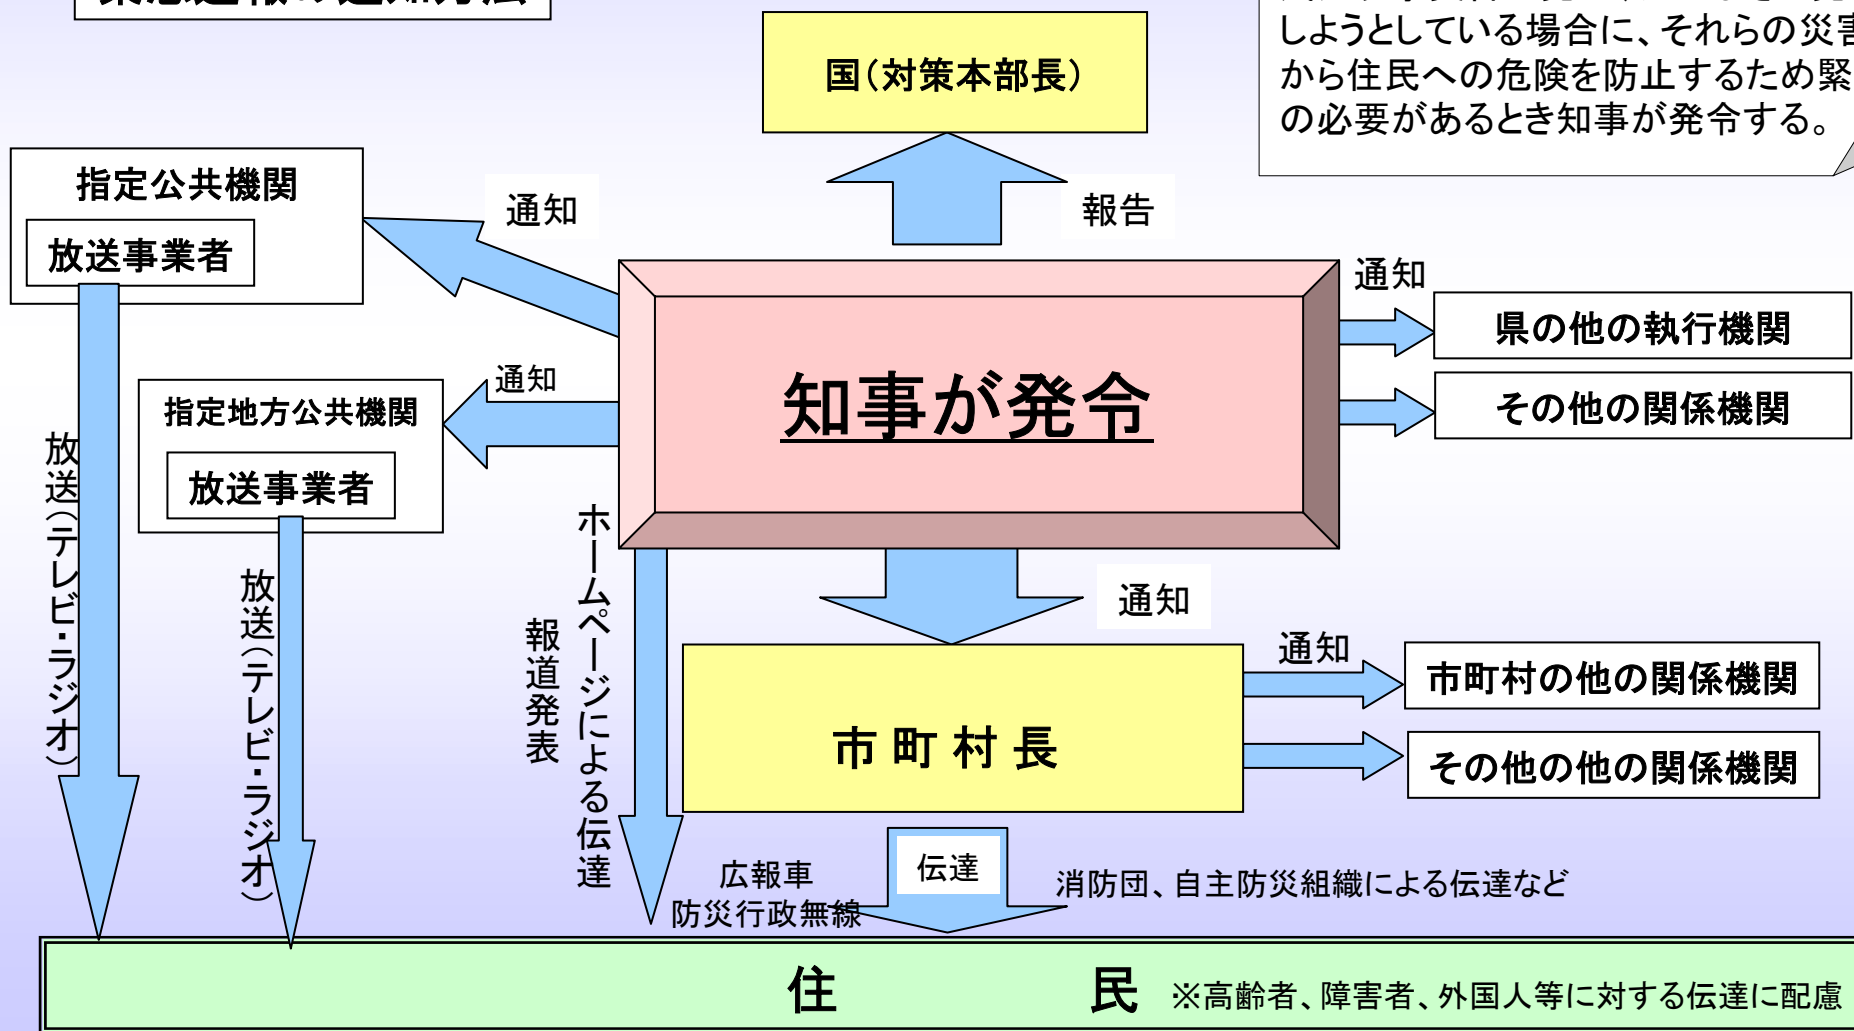 緊急通報の通知方法
しようとしている場合に、それらの災害
から住民への危険を防止するため緊
の必要があるとき知事が発令する。
国(対策本部長)
指定公共機関
放送事業者
通知
報告
通知
県の他の執行機関
その他の関係機関
知事が発令
通知
指定地方公共機関
放送事業者
放送(テレビ・ラジオ)
放送(テレビ・ラジオ)
ホームページによる伝達
報道発表
通知
市町村長
通知
市町村の他の関係機関
その他の他の関係機関
伝達
広報車
防災行政無線
消防団、自主防災組織による伝達など
住 民 ※高齢者、障害者、外国人等に対する伝達に配慮